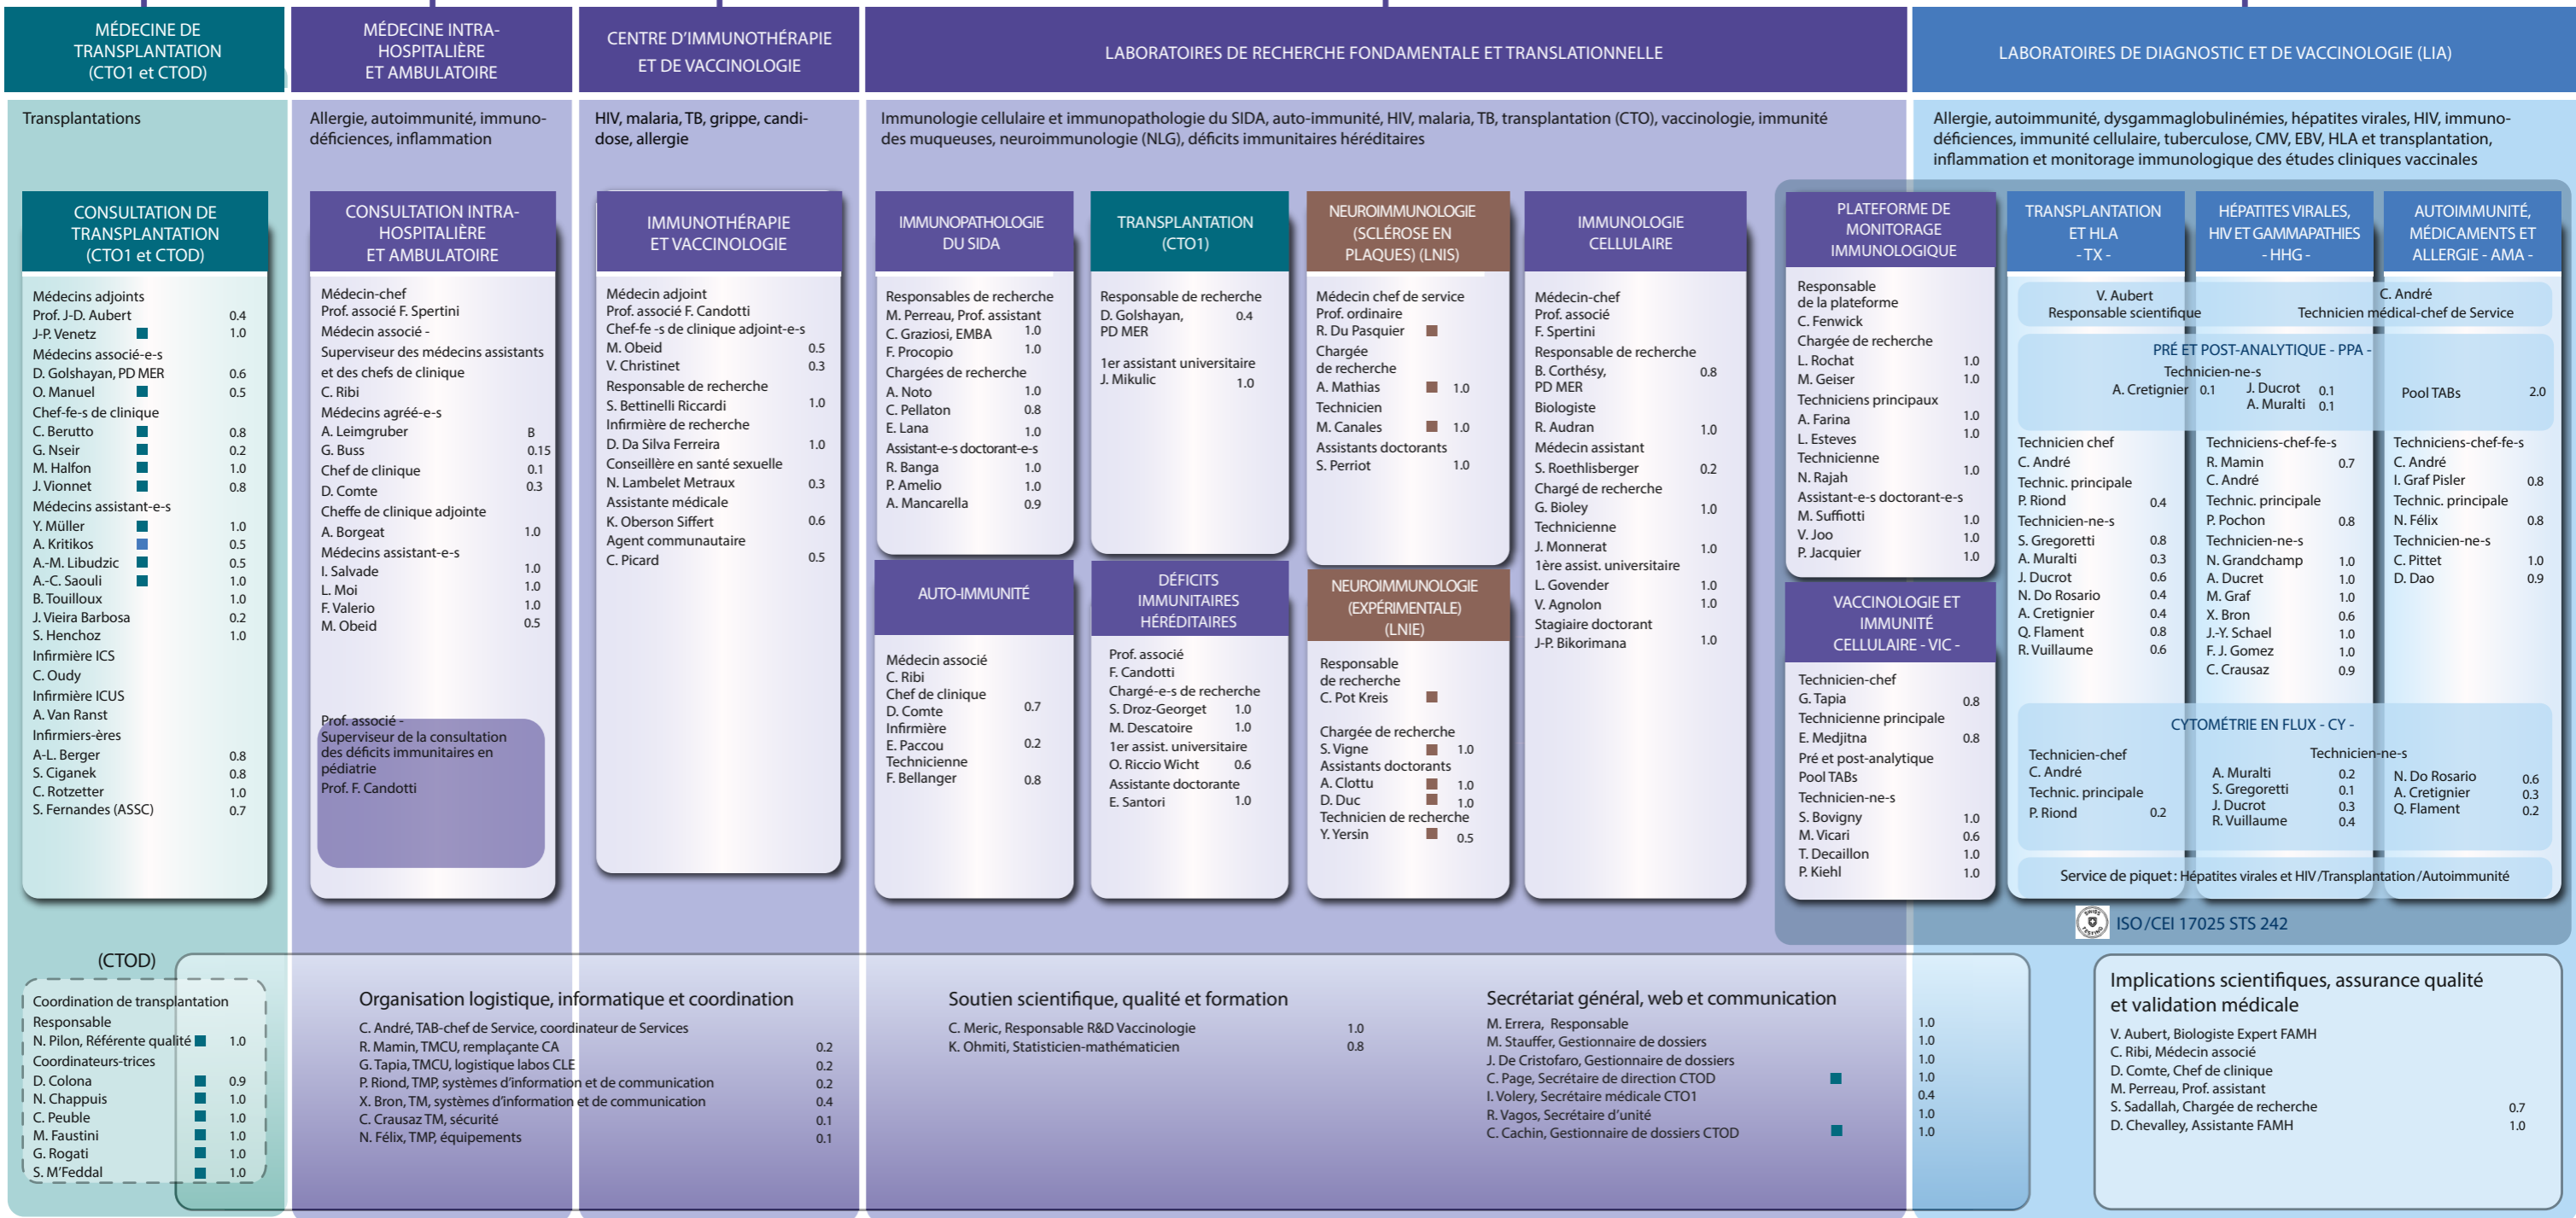 MÉDECINE DE
TRANSPLANTATION
(CTO1 et CTOD)
MÉDECINE INTRA-
HOSPITALIÈRE
ET AMBULATOIRE
CENTRE D'IMMUNOTHÉRAPIE
ET DE VACCINOLOGIE
LABORATOIRES DE RECHERCHE FONDAMENTALE ET TRANSLATIONNELLE
LABORATOIRES DE DIAGNOSTIC ET DE VACCINOLOGIE (LIA)
Transplantations
Allergie, autoimmunité, immuno-
déficiences, inflammation
HIV, malaria, TB, grippe, candi-
dose, allergie
Immunologie cellulaire et immunopathologie du SIDA, auto-immunité, HIV, malaria, TB, transplantation (CTO), vaccinologie, immunité
des muqueuses, neuroimmunologie (NLG), déficits immunitaires héréditaires
Allergie, autoimmunité, dysgammaglobulinémies, hépatites virales, HIV, immuno-
déficiences, immunité cellulaire, tuberculose, CMV, EBV, HLA et transplantation,
inflammation et monitorage immunologique des études cliniques vaccinales
CONSULTATION DE
TRANSPLANTATION
(CTO1 et CTOD)
Médecins adjoints
Prof. J-D. Aubert 0.4
J-P. Venetz 1.0
Médecins associé-e-s
D. Golshayan, PD MER 0.6
O. Manuel 0.5
Chef-fe-s de clinique
C. Berutto 0.8
G. Nseir 0.2
M. Halfon 1.0
J. Vionnet 0.8
Médecins assistant-e-s
Y. Müller 1.0
A. Kritikos 0.5
A.-M. Libudzic 0.5
A.-C. Saouli 1.0
B. Touilloux 1.0
J. Vieira Barbosa 0.2
S. Henchoz 1.0
Infirmière ICS
C. Oudy
Infirmière ICUS
A. Van Ranst
Infirmiers-ères
A-L. Berger 0.8
S. Ciganek 0.8
C. Rotzetter 1.0
S. Fernandes (ASSC) 0.7
CONSULTATION INTRA-
HOSPITALIÈRE
ET AMBULATOIRE
Médecin-chef
Prof. associé F. Spertini
Médecin associé -
Superviseur des médecins assistants
et des chefs de clinique
C. Ribi
Médecins agréé-e-s
A. Leimgruber B
G. Buss 0.15
Chef de clinique 0.1
D. Comte 0.3
Cheffe de clinique adjointe
A. Borgeat 1.0
Médecins assistant-e-s
I. Salvade 1.0
L. Moi 1.0
F. Valerio 1.0
M. Obeid 0.5
Prof. associé -
Superviseur de la consultation
des déficits immunitaires en
pédiatrie
Prof. F. Candotti
IMMUNOTHÉRAPIE
ET VACCINOLOGIE
Médecin adjoint
Prof. associé F. Candotti
Chef-fe -s de clinique adjoint-e-s
M. Obeid 0.5
V. Christinet 0.3
Responsable de recherche
S. Bettinelli Riccardi 1.0
Infirmière de recherche
D. Da Silva Ferreira 1.0
Conseillère en santé sexuelle
N. Lambelet Metraux 0.3
Assistante médicale
K. Oberson Siffert 0.6
Agent communautaire
C. Picard 0.5
IMMUNOPATHOLOGIE
DU SIDA
Responsables de recherche
M. Perreau, Prof. assistant
C. Graziosi, EMBA 1.0
F. Procopio 1.0
Chargées de recherche
A. Noto 1.0
C. Pellaton 0.8
E. Lana 1.0
Assistant-e-s doctorant-e-s
R. Banga 1.0
P. Amelio 1.0
A. Mancarella 0.9
AUTO-IMMUNITÉ
Médecin associé
C. Ribi
Chef de clinique
D. Comte 0.7
Infirmière
E. Paccou 0.2
Technicienne
F. Bellanger 0.8
TRANSPLANTATION
(CTO1)
Responsable de recherche
D. Golshayan, 0.4
PD MER
1er assistant universitaire
J. Mikulic 1.0
DÉFICITS
IMMUNITAIRES
HÉRÉDITAIRES
Prof. associé
F. Candotti
Chargé-e-s de recherche
S. Droz-Georget 1.0
M. Descatoire 1.0
1er assist. universitaire
O. Riccio Wicht 0.6
Assistante doctorante
E. Santori 1.0
NEUROIMMUNOLOGIE
(SCLÉROSE EN
PLAQUES) (LNIS)
Médecin chef de service
Prof. ordinaire
R. Du Pasquier
Chargée
de recherche
A. Mathias 1.0
Technicien
M. Canales 1.0
Assistants doctorants
S. Perriot 1.0
NEUROIMMUNOLOGIE
(EXPÉRIMENTALE)
(LNIE)
Responsable
de recherche
C. Pot Kreis
Chargée de recherche
S. Vigne 1.0
Assistants doctorants
A. Clottu 1.0
D. Duc 1.0
Technicien de recherche
Y. Yersin 0.5
IMMUNOLOGIE
CELLULAIRE
Médecin-chef
Prof. associé
F. Spertini
Responsable de recherche
B. Corthésy, 0.8
PD MER
Biologiste
R. Audran 1.0
Médecin assistant
S. Roethlisberger 0.2
Chargé de recherche
G. Bioley 1.0
Technicienne
J. Monnerat 1.0
1ère assist. universitaire
L. Govender 1.0
V. Agnolon 1.0
Stagiaire doctorant
J-P. Bikorimana 1.0
PLATEFORME DE
MONITORAGE
IMMUNOLOGIQUE
Responsable
de la plateforme
C. Fenwick
Chargée de recherche
L. Rochat 1.0
M. Geiser 1.0
Techniciens principaux
A. Farina 1.0
L. Esteves 1.0
Technicienne
N. Rajah 1.0
Assistant-e-s doctorant-e-s
M. Suffiotti 1.0
V. Joo 1.0
P. Jacquier 1.0
VACCINOLOGIE ET
IMMUNITÉ
CELLULAIRE - VIC -
Technicien-chef
G. Tapia 0.8
Technicienne principale
E. Medjitna 0.8
Pré et post-analytique
Pool TABs
Technicien-ne-s
S. Bovigny 1.0
M. Vicari 0.6
T. Decaillon 1.0
P. Kiehl 1.0
TRANSPLANTATION
ET HLA
- TX -
HÉPATITES VIRALES,
HIV ET GAMMAPATHIES
- HHG -
AUTOIMMUNITÉ,
MÉDICAMENTS ET
ALLERGIE - AMA -
V. Aubert
Responsable scientifique
C. André
Technicien médical-chef de Service
PRÉ ET POST-ANALYTIQUE - PPA -
Technicien-ne-s
A. Cretignier 0.1
J. Ducrot 0.1
A. Muralti 0.1
Pool TABs 2.0
Technicien chef
C. André
Technic. principale
P. Riond 0.4
Technicien-ne-s
S. Gregoretti 0.8
A. Muralti 0.3
J. Ducrot 0.6
N. Do Rosario 0.4
A. Cretignier 0.4
Q. Flament 0.8
R. Vuillaume 0.6
Techniciens-chef-fe-s
R. Mamin 0.7
C. André
Technic. principale
P. Pochon 0.8
Technicien-ne-s
N. Grandchamp 1.0
A. Ducret 1.0
M. Graf 1.0
X. Bron 0.6
J.-Y. Schael 1.0
F. J. Gomez 1.0
C. Crausaz 0.9
Techniciens-chef-fe-s
C. André
I. Graf Pisler 0.8
Technic. principale
N. Félix 0.8
Technicien-ne-s
C. Pittet 1.0
D. Dao 0.9
CYTOMÉTRIE EN FLUX - CY -
Technicien-chef
C. André
Technic. principale
P. Riond 0.2
Technicien-ne-s
A. Muralti 0.2
S. Gregoretti 0.1
J. Ducrot 0.3
R. Vuillaume 0.4
N. Do Rosario 0.6
A. Cretignier 0.3
Q. Flament 0.2
Service de piquet : Hépatites virales et HIV/Transplantation/Autoimmunité
ISO/CEI 17025 STS 242
(CTOD)
Coordination de transplantation
Responsable
N. Pilon, Référente qualité 1.0
Coordinateurs-trices
D. Colona 0.9
N. Chappuis 1.0
C. Peuble 1.0
M. Faustini 1.0
G. Rogati 1.0
S. M'Feddal 1.0
Organisation logistique, informatique et coordination
C. André, TAB-chef de Service, coordinateur de Services
R. Mamin, TMCU, remplaçante CA 0.2
G. Tapia, TMCU, logistique labos CLE 0.2
P. Riond, TMP, systèmes d'information et de communication 0.2
X. Bron, TM, systèmes d'information et de communication 0.4
C. Crausaz TM, sécurité 0.1
N. Félix, TMP, équipements 0.1
Soutien scientifique, qualité et formation
C. Meric, Responsable R&D Vaccinologie 1.0
K. Ohmiti, Statisticien-mathématicien 0.8
Secrétariat général, web et communication
M. Errera, Responsable 1.0
M. Stauffer, Gestionnaire de dossiers 1.0
J. De Cristofaro, Gestionnaire de dossiers 1.0
C. Page, Secrétaire de direction CTOD 1.0
I. Volery, Secrétaire médicale CTO1 0.4
R. Vagos, Secrétaire d'unité 1.0
C. Cachin, Gestionnaire de dossiers CTOD 1.0
Implications scientifiques, assurance qualité
et validation médicale
V. Aubert, Biologiste Expert FAMH
C. Ribi, Médecin associé
D. Comte, Chef de clinique
M. Perreau, Prof. assistant
S. Sadallah, Chargée de recherche 0.7
D. Chevalley, Assistante FAMH 1.0